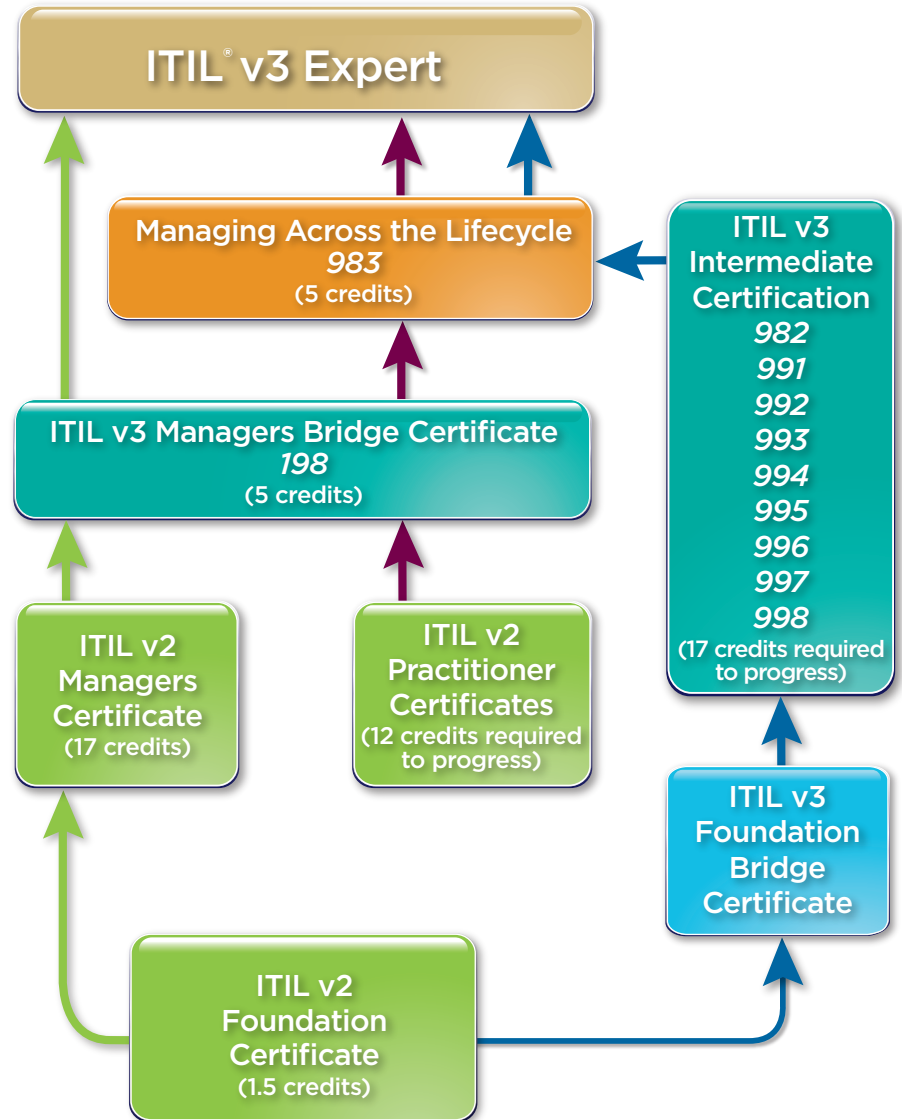 ITIL® v3 Expert
Managing Across the Lifecycle
983
(5 credits)
ITIL v3
Intermediate
Certification
982
991
992
993
994
995
996
997
998
(17 credits required
to progress)
ITIL v3 Managers Bridge Certificate
198
(5 credits)
ITIL v2
Managers
Certificate
(17 credits)
ITIL v2
Practitioner
Certificates
(12 credits required
to progress)
ITIL v3
Foundation
Bridge
Certificate
ITIL v2
Foundation
Certificate
(1.5 credits)